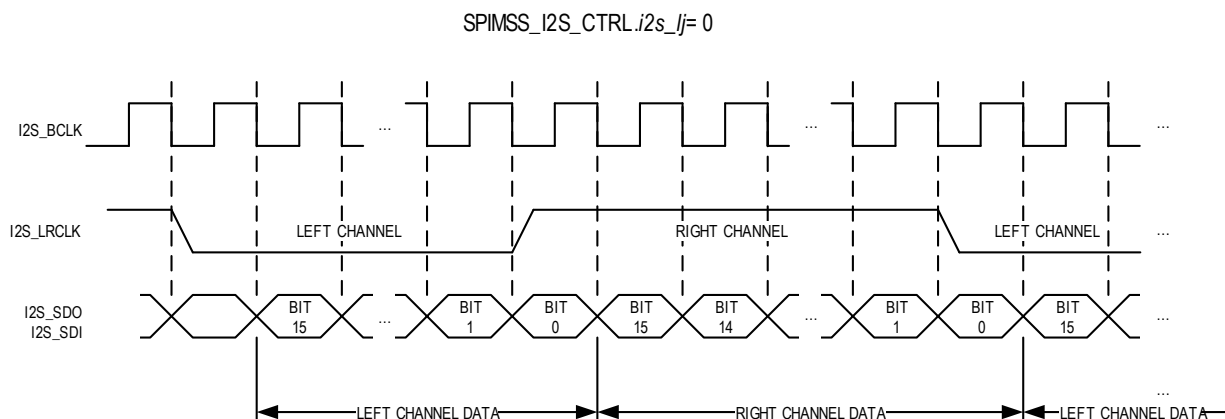 SPIMSS_I2S_CTRL.i2s_lj= 0
I2S_BCLK
... ... ...
I2S_LRCLK
LEFT CHANNEL RIGHT CHANNEL LEFT CHANNEL ...
I2S_SDO
I2S_SDI
BIT 15 ... BIT 1 BIT 0 BIT 15 BIT 14 ... BIT 1 BIT 0 BIT 15 ...
...
LEFT CHANNEL DATA RIGHT CHANNEL DATA LEFT CHANNEL DATA